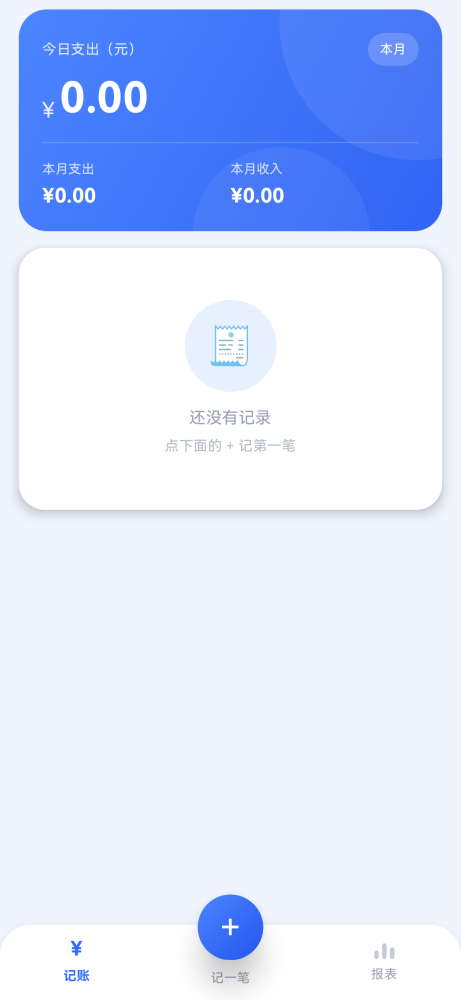 今日支出（元）
本月
¥ 0.00
本月支出
本月收入
¥0.00
¥0.00
还没有记录
点下面的 + 记第一笔
¥
+
记账
记一笔
报表